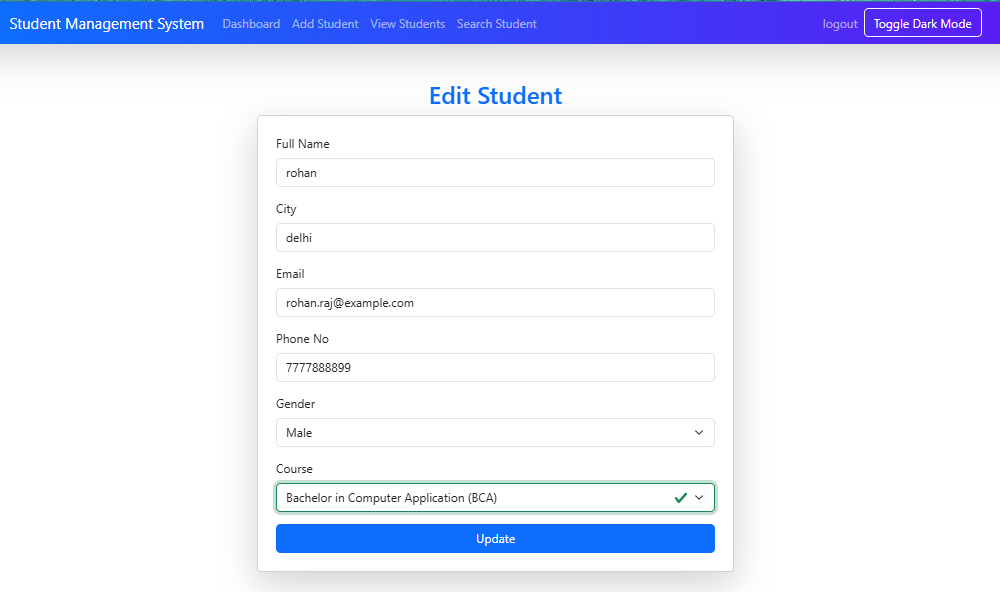 Student Management System Dashboard Add Student View Students Search Student logout Toggle Dark Mode
Edit Student
Full Name
rohan
City
delhi
Email
rohan.raj@example.com
Phone No
7777888899
Gender
Male
Course
Bachelor in Computer Application (BCA)
Update